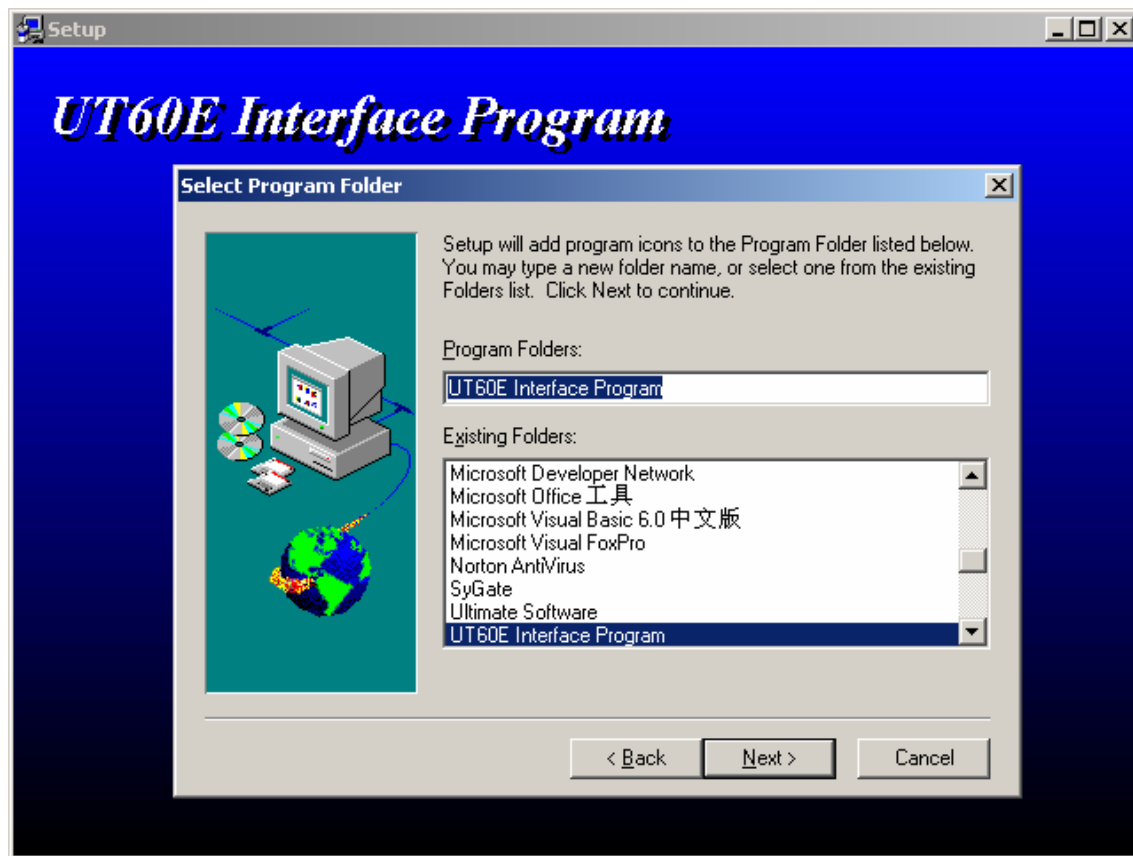 Setup
UT60E Interface Program
Select Program Folder
Setup will add program icons to the Program Folder listed below.
You may type a new folder name, or select one from the existing
Folders list.  Click Next to continue.
Program Folders:
UT60E Interface Program
Existing Folders:
Microsoft Developer Network
Microsoft Office 工具
Microsoft Visual Basic 6.0 中文版
Microsoft Visual FoxPro
Norton AntiVirus
SyGate
Ultimate Software
UT60E Interface Program
< Back
Next >
Cancel